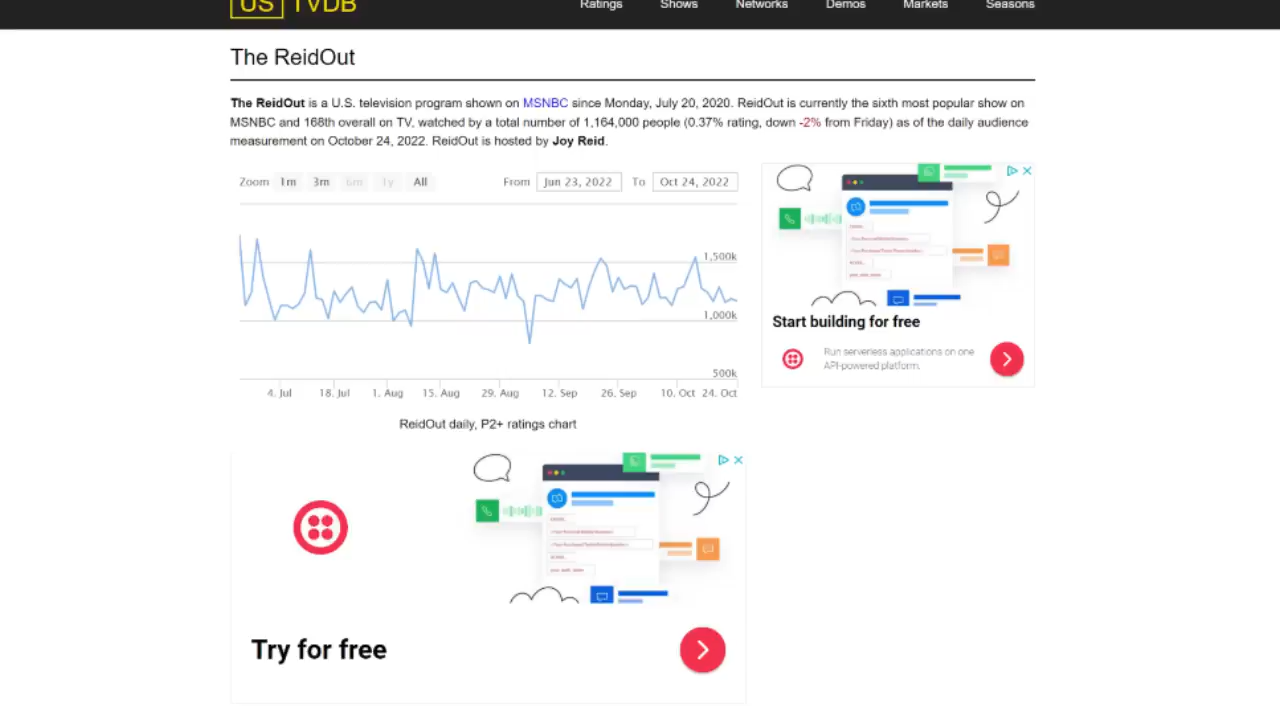 US TVDB
Ratings Shows Networks Demos Markets Seasons
The ReidOut
The ReidOut is a U.S. television program shown on MSNBC since Monday, July 20, 2020. ReidOut is currently the sixth most popular show on
MSNBC and 168th overall on TV, watched by a total number of 1,164,000 people (0.37% rating, down -2% from Friday) as of the daily audience
measurement on October 24, 2022. ReidOut is hosted by Joy Reid.
Zoom 1m 3m 6m 1y All From Jun 23, 2022 To Oct 24, 2022
1,500k
1,000k
500k
4. Jul 18. Jul 1. Aug 15. Aug 29. Aug 12. Sep 26. Sep 10. Oct 24. Oct
ReidOut daily, P2+ ratings chart
Start building for free
Run serverless applications on one
API-powered platform.
Try for free